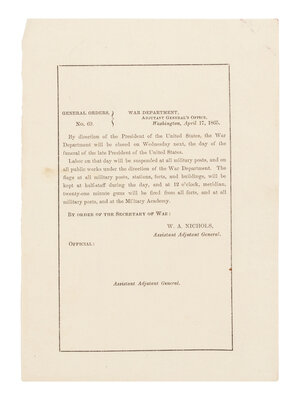 GENERAL ORDERS, } WAR DEPARTMENT,
ADJUTANT GENERAL'S OFFICE,
No. 69. } Washington, April 17, 1865.
By direction of the President of the United States, the War
Department will be closed on Wednesday next, the day of the
funeral of the late President of the United States.
Labor on that day will be suspended at all military posts, and on
all public works under the direction of the War Department. The
flags at all military posts, stations, forts, and buildings, will be
kept at half-staff during the day, and at 12 o'clock, meridian,
twenty-one minute guns will be fired from all forts, and at all
military posts, and at the Military Academy.
BY ORDER OF THE SECRETARY OF WAR:
W. A. NICHOLS,
Assistant Adjutant General.
OFFICIAL:
Assistant Adjutant General.